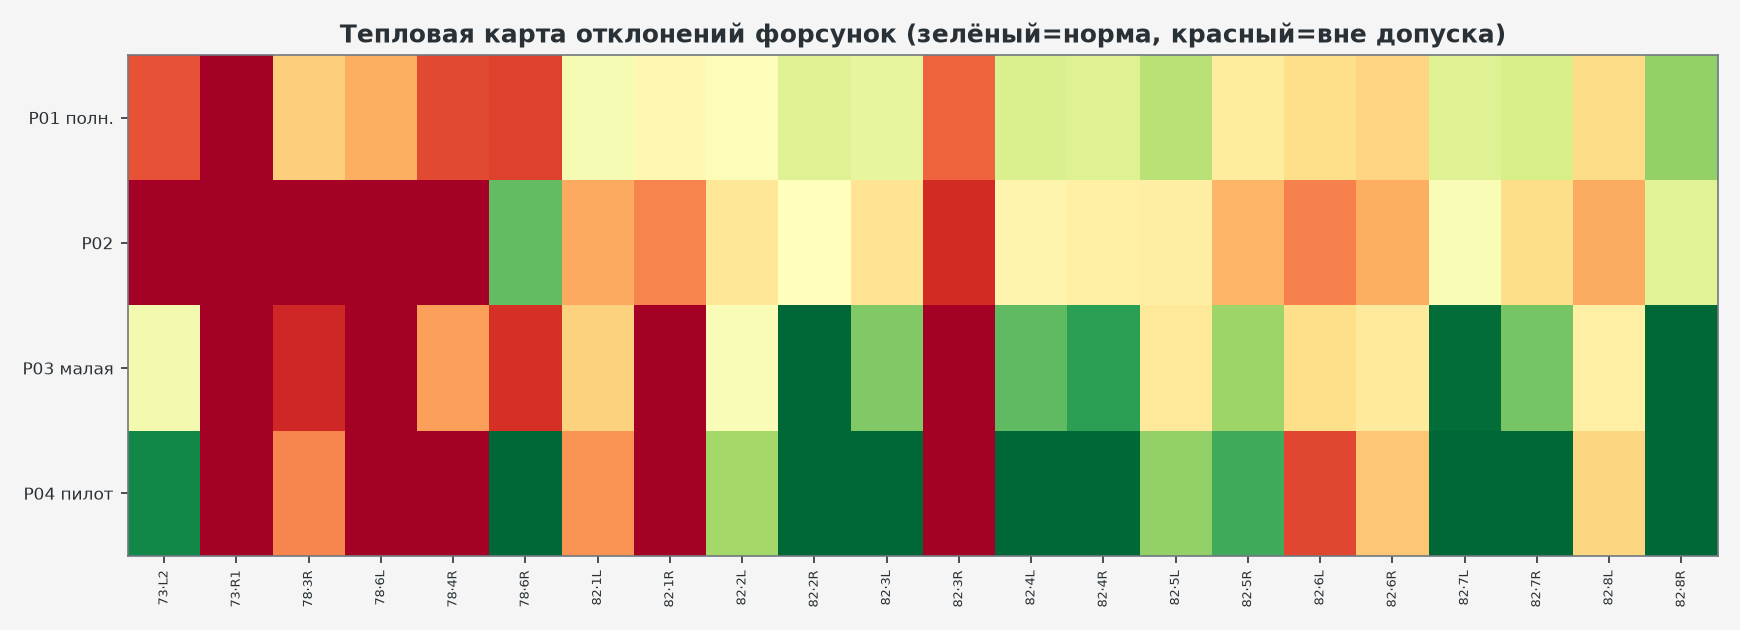 Тепловая карта отклонений форсунок (зелёный=норма, красный=вне допуска)
P01 полн.
P02
P03 малая
P04 пилот
73·L2
73·R1
78·3R
78·6L
78·4R
78·6R
82·1L
82·1R
82·2L
82·2R
82·3L
82·3R
82·4L
82·4R
82·5L
82·5R
82·6L
82·6R
82·7L
82·7R
82·8L
82·8R